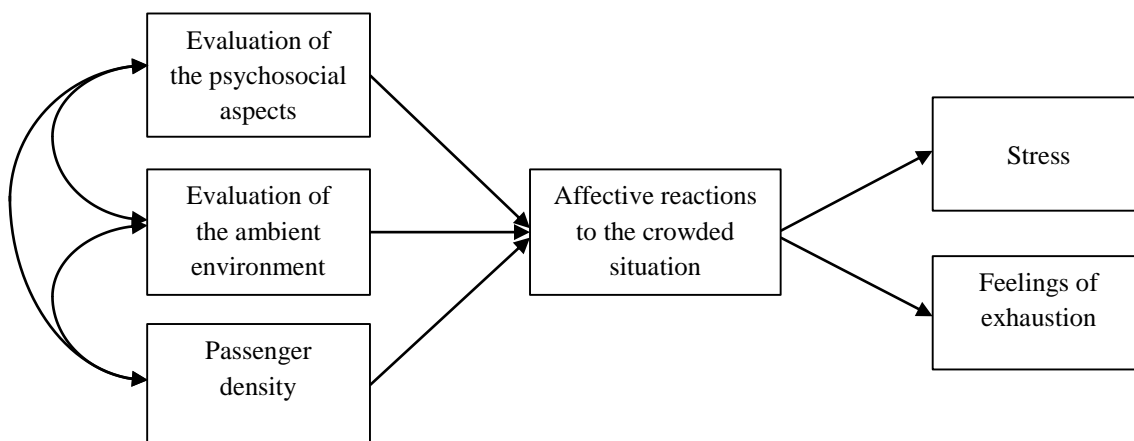 Evaluation of
the psychosocial
aspects
Evaluation of
the ambient
environment
Passenger
density
Affective reactions
to the crowded
situation
Stress
Feelings of
exhaustion